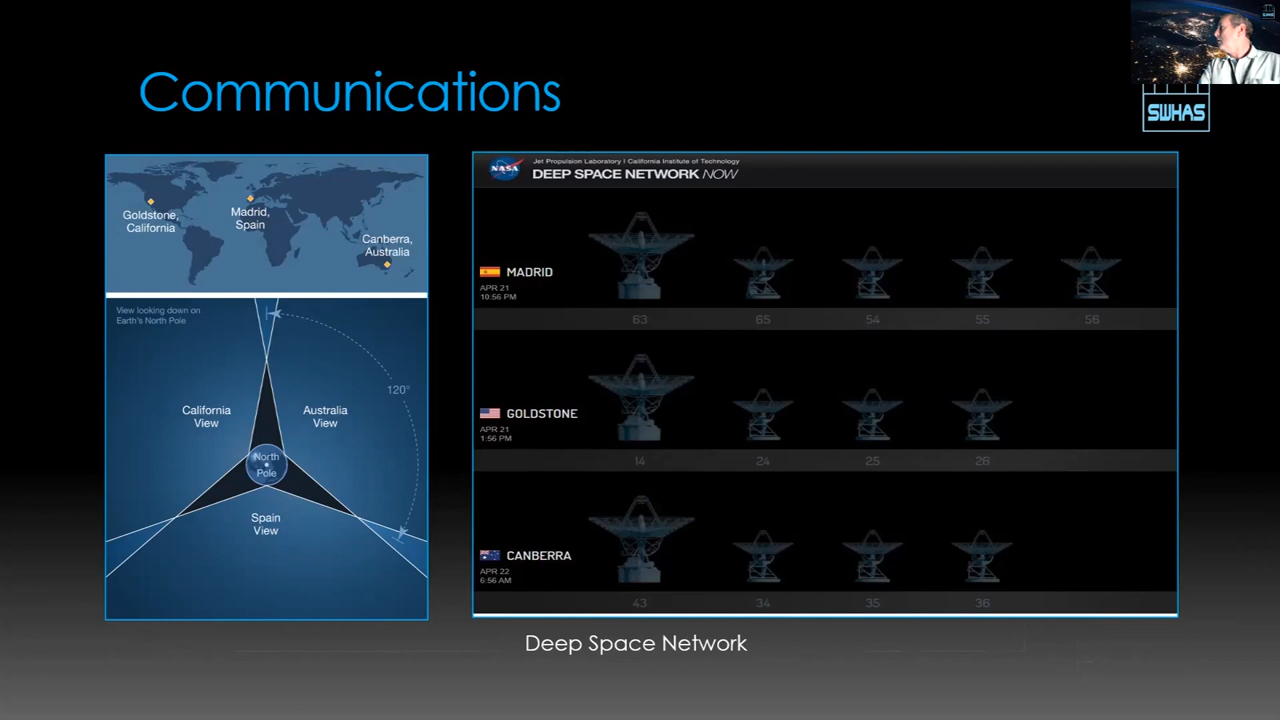 Communications
SWHAS
Goldstone,
California
Madrid,
Spain
Canberra,
Australia
View looking down on
Earth's North Pole
120°
California
View
Australia
View
North
Pole
Spain
View
NASA
Jet Propulsion Laboratory | California Institute of Technology
DEEP SPACE NETWORK NOW
MADRID
APR 21
10:56 PM
63 65 54 55 56
GOLDSTONE
APR 21
1:56 PM
14 24 25 26
CANBERRA
APR 22
6:56 AM
43 34 35 36
Deep Space Network